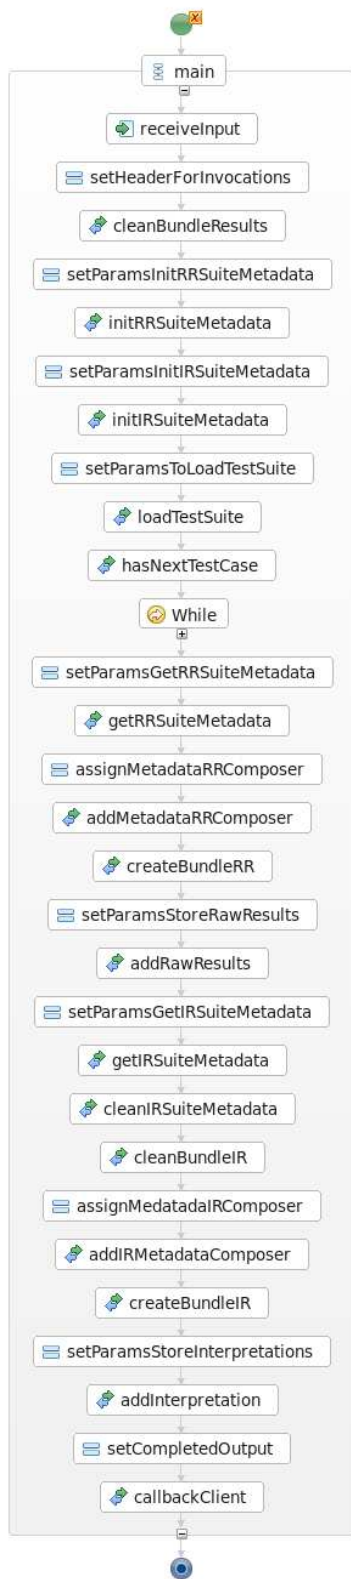 main
receiveInput
setHeaderForInvocations
cleanBundleResults
setParamsInitRRSuiteMetadata
initRRSuiteMetadata
setParamsInitIRSuiteMetadata
initIRSuiteMetadata
setParamsToLoadTestSuite
loadTestSuite
hasNextTestCase
While
setParamsGetRRSuiteMetadata
getRRSuiteMetadata
assignMetadataRRComposer
addMetadataRRComposer
createBundleRR
setParamsStoreRawResults
addRawResults
setParamsGetIRSuiteMetadata
getIRSuiteMetadata
cleanIRSuiteMetadata
cleanBundleIR
assignMedatadaIRComposer
addIRMetadataComposer
createBundleIR
setParamsStoreInterpretations
addInterpretation
setCompletedOutput
callbackClient